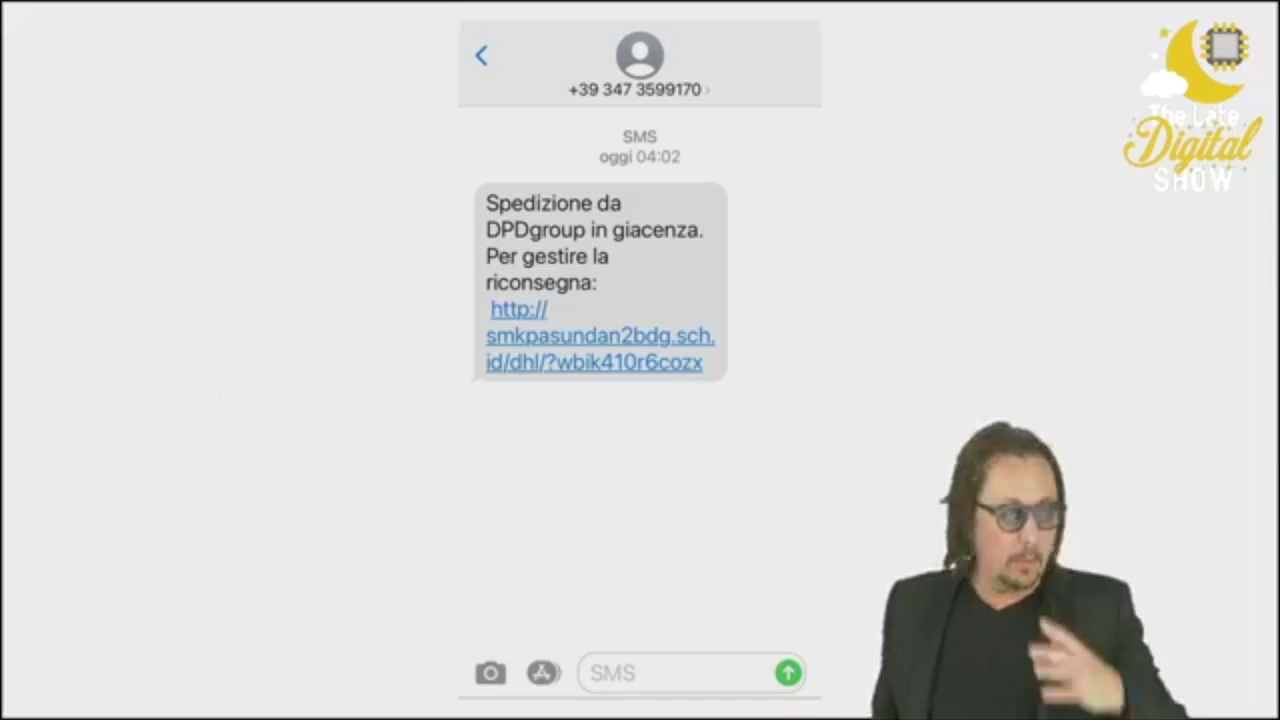 +39 347 3599170
SMS
oggi 04:02
Spedizione da
DPDgroup in giacenza.
Per gestire la
riconsegna:
http://
smkpasundan2bdg.sch.
id/dhl/?wbik410r6cozx
SMS
The Late
Digital
SHOW